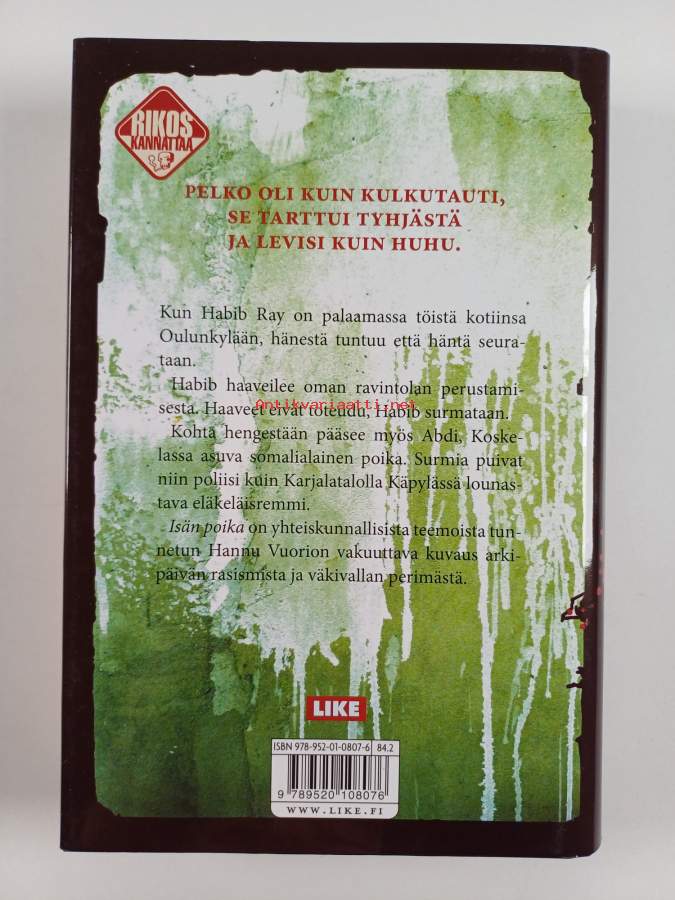 RIKOS
KANNATTAA
PELKO OLI KUIN KULKUTAUTI,
SE TARTTUI TYHJÄSTÄ
JA LEVISI KUIN HUHU.
Kun Habib Ray on palaamassa töistä kotiinsa
Oulunkylään, hänestä tuntuu että häntä seura-
taan.
Habib haaveilee oman ravintolan perustami-
sesta. Haaveet eivät toteudu, Habib surmataan.
Antikvariaatti.net
Kohta hengestään pääsee myös Abdi, Koske-
lassa asuva somalialainen poika. Surmia puivat
niin poliisi kuin Karjalatalolla Käpylässä lounas-
tava eläkeläisremmi.
Isän poika on yhteiskunnallisista teemoista tun-
netun Hannu Vuorion vakuuttava kuvaus arki-
päivän rasismista ja väkivallan perimästä.
LIKE
ISBN 978-952-01-0807-6 84.2
9 789520 108076
WWW.LIKE.FI